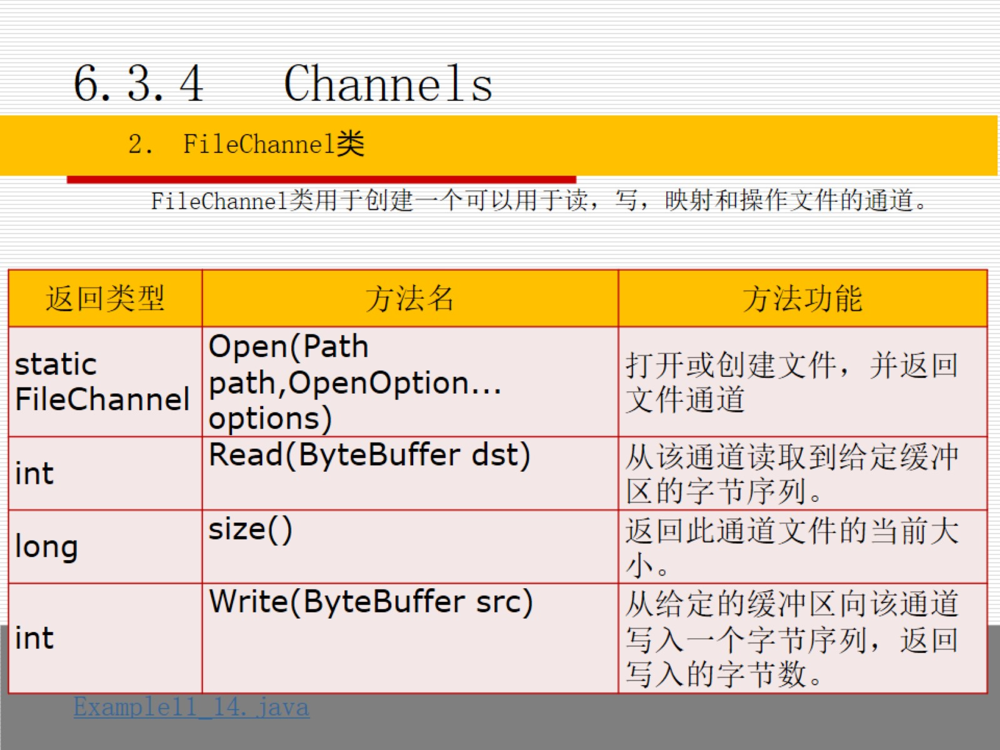 6.3.4 Channels
2. FileChannel类
FileChannel类用于创建一个可以用于读，写，映射和操作文件的通道。
返回类型 方法名 方法功能
static
FileChannel
Open(Path
path,OpenOption...
options)
打开或创建文件，并返回
文件通道
int
Read(ByteBuffer dst)
从该通道读取到给定缓冲
区的字节序列。
long
size()
返回此通道文件的当前大
小。
int
Write(ByteBuffer src)
从给定的缓冲区向该通道
写入一个字节序列，返回
写入的字节数。
Example11_14.java